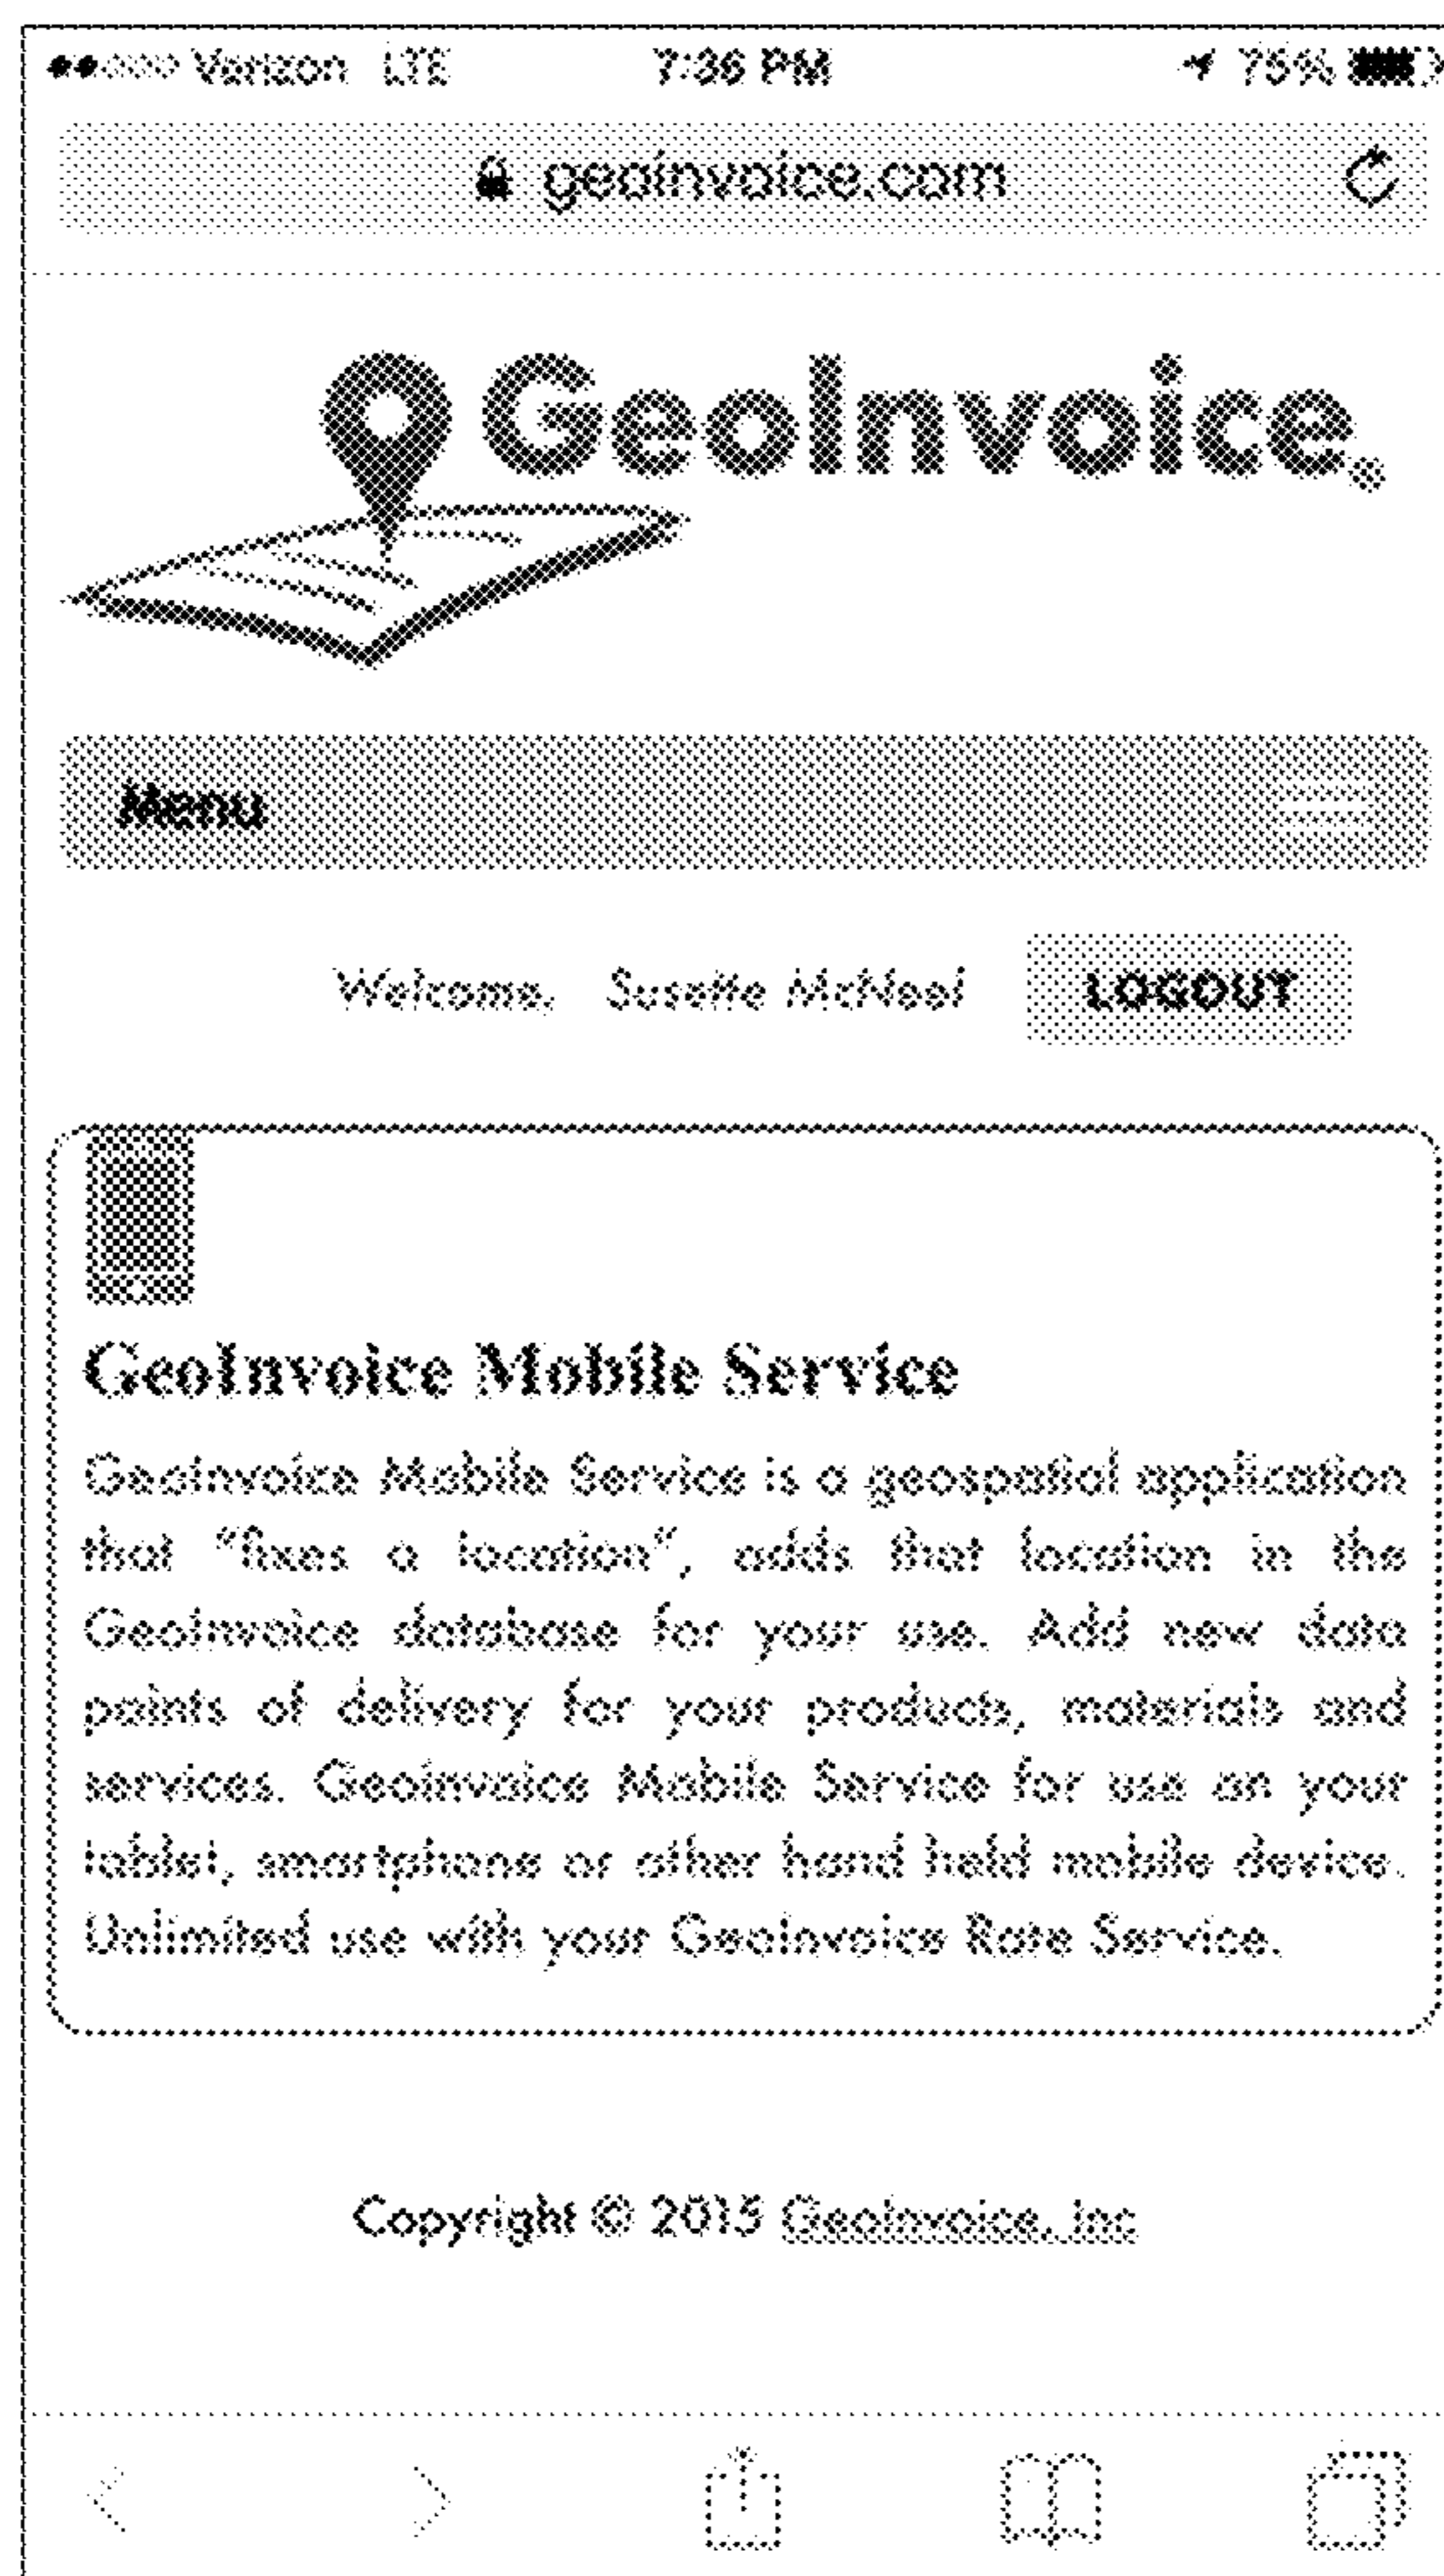 Verizon LTE 7:36 PM 75%
geoinvoice.com
GeoInvoice
Menu
Welcome, Susette McNeel LOGOUT
GeoInvoice Mobile Service
GeoInvoice Mobile Service is a geospatial application
that "fixes a location", adds that location in the
GeoInvoice database for your use. Add new data
points of delivery for your products, materials and
services. GeoInvoice Mobile Service for use on your
tablet, smartphone or other hand held mobile device.
Unlimited use with your GeoInvoice Rate Service.
Copyright © 2015 GeoInvoice, Inc